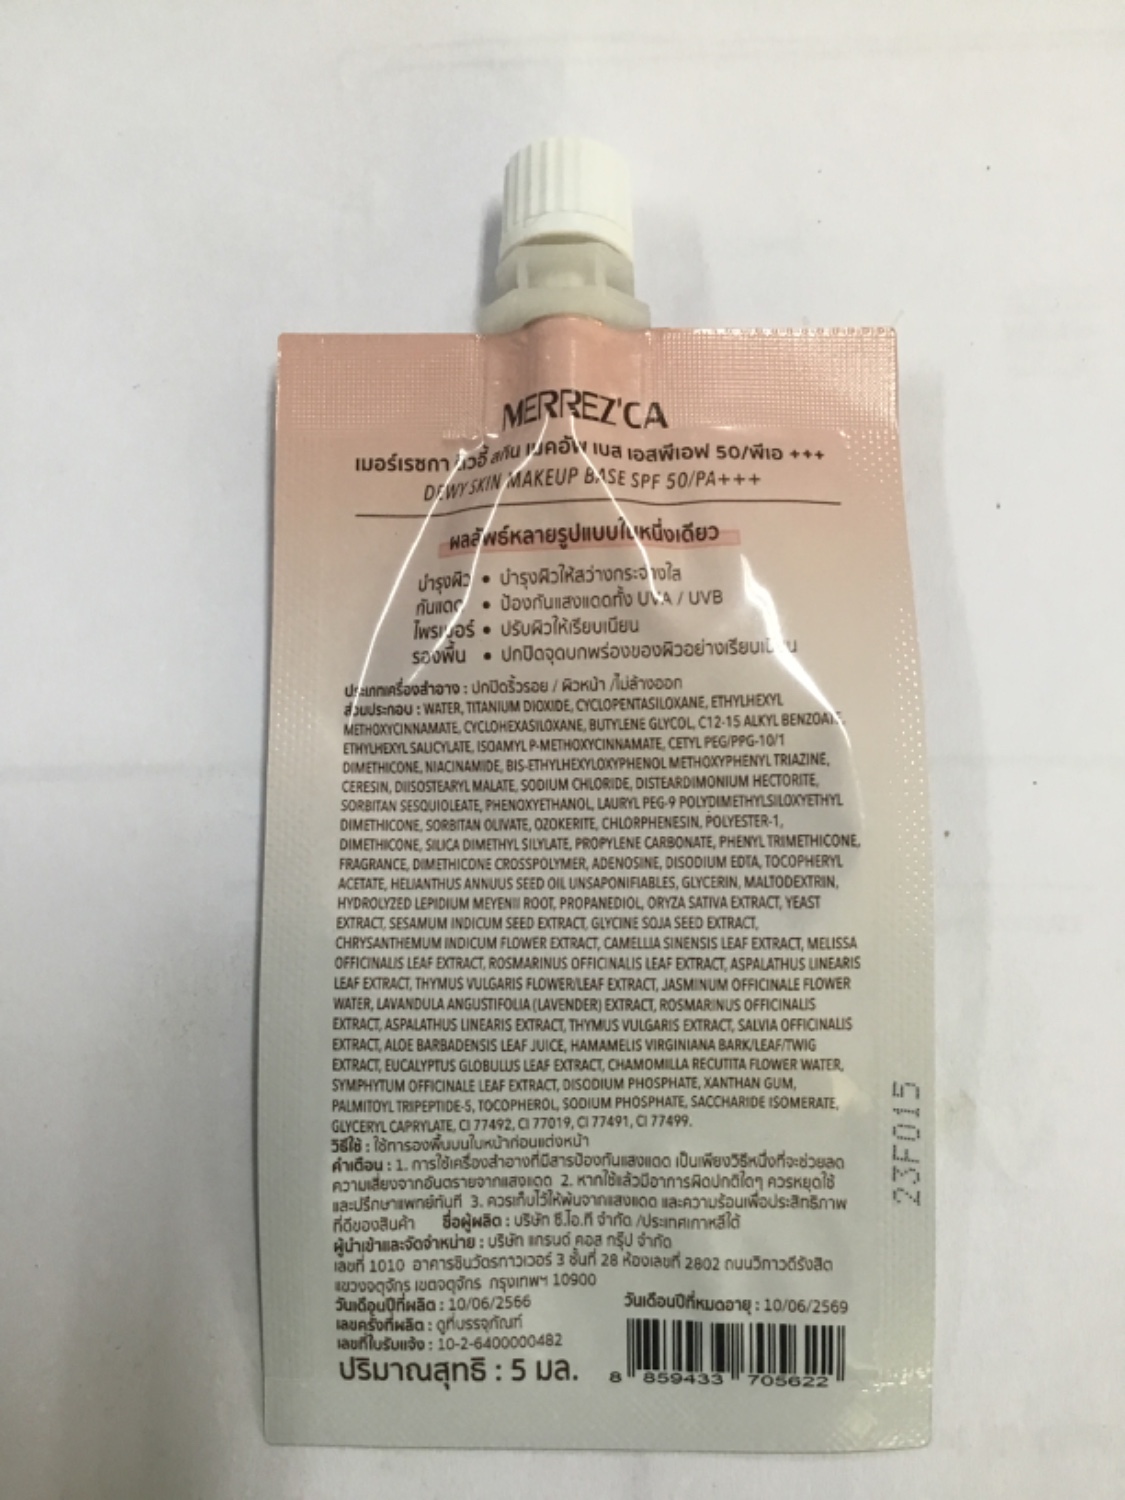 MERREZ'CA
เมอร์เรซกา ดิวอี้ สกิน เมคอัพ เบส เอสพีเอฟ 50/พีเอ +++
DEWY SKIN MAKEUP BASE SPF 50/PA+++
ผลลัพธ์หลายรูปแบบในหนึ่งเดียว
บำรุงผิว • บำรุงผิวให้สว่างกระจ่างใส
กันแดด • ป้องกันแสงแดดทั้ง UVA / UVB
ไพรเมอร์ • ปรับผิวให้เรียบเนียน
รองพื้น • ปกปิดจุดบกพร่องของผิวอย่างเรียบเนียน
ประเภทเครื่องสำอาง : ปกปิดริ้วรอย / ผิวหน้า /ไม่ล้างออก
ส่วนประกอบ : WATER, TITANIUM DIOXIDE, CYCLOPENTASILOXANE, ETHYLHEXYL
METHOXYCINNAMATE, CYCLOHEXASILOXANE, BUTYLENE GLYCOL, C12-15 ALKYL BENZOATE,
ETHYLHEXYL SALICYLATE, ISOAMYL P-METHOXYCINNAMATE, CETYL PEG/PPG-10/1
DIMETHICONE, NIACINAMIDE, BIS-ETHYLHEXYLOXYPHENOL METHOXYPHENYL TRIAZINE,
CERESIN, DIISOSTEARYL MALATE, SODIUM CHLORIDE, DISTEARDIMONIUM HECTORITE,
SORBITAN SESQUIOLEATE, PHENOXYETHANOL, LAURYL PEG-9 POLYDIMETHYLSILOXYETHYL
DIMETHICONE, SORBITAN OLIVATE, OZOKERITE, CHLORPHENESIN, POLYESTER-1,
DIMETHICONE, SILICA DIMETHYL SILYLATE, PROPYLENE CARBONATE, PHENYL TRIMETHICONE,
FRAGRANCE, DIMETHICONE CROSSPOLYMER, ADENOSINE, DISODIUM EDTA, TOCOPHERYL
ACETATE, HELIANTHUS ANNUUS SEED OIL UNSAPONIFIABLES, GLYCERIN, MALTODEXTRIN,
HYDROLYZED LEPIDIUM MEYENII ROOT, PROPANEDIOL, ORYZA SATIVA EXTRACT, YEAST
EXTRACT, SESAMUM INDICUM SEED EXTRACT, GLYCINE SOJA SEED EXTRACT,
CHRYSANTHEMUM INDICUM FLOWER EXTRACT, CAMELLIA SINENSIS LEAF EXTRACT, MELISSA
OFFICINALIS LEAF EXTRACT, ROSMARINUS OFFICINALIS LEAF EXTRACT, ASPALATHUS LINEARIS
LEAF EXTRACT, THYMUS VULGARIS FLOWER/LEAF EXTRACT, JASMINUM OFFICINALE FLOWER
WATER, LAVANDULA ANGUSTIFOLIA (LAVENDER) EXTRACT, ROSMARINUS OFFICINALIS
EXTRACT, ASPALATHUS LINEARIS EXTRACT, THYMUS VULGARIS EXTRACT, SALVIA OFFICINALIS
EXTRACT, ALOE BARBADENSIS LEAF JUICE, HAMAMELIS VIRGINIANA BARK/LEAF/TWIG
EXTRACT, EUCALYPTUS GLOBULUS LEAF EXTRACT, CHAMOMILLA RECUTITA FLOWER WATER,
SYMPHYTUM OFFICINALE LEAF EXTRACT, DISODIUM PHOSPHATE, XANTHAN GUM,
PALMITOYL TRIPEPTIDE-5, TOCOPHEROL, SODIUM PHOSPHATE, SACCHARIDE ISOMERATE,
GLYCERYL CAPRYLATE, CI 77492, CI 77019, CI 77491, CI 77499.
วิธีใช้ : ใช้ทารองพื้นบนใบหน้าก่อนแต่งหน้า
คำเตือน : 1. การใช้เครื่องสำอางที่มีสารป้องกันแสงแดด เป็นเพียงวิธีหนึ่งที่จะช่วยลด
ความเสี่ยงจากอันตรายจากแสงแดด 2. หากใช้แล้วมีอาการผิดปกติใดๆ ควรหยุดใช้
และปรึกษาแพทย์ทันที 3. ควรเก็บไว้ให้พ้นจากแสงแดด และความร้อนเพื่อประสิทธิภาพ
ที่ดีของสินค้า ชื่อผู้ผลิต : บริษัท ซี.ไอ.ที จำกัด /ประเทศเกาหลีใต้
ผู้นำเข้าและจัดจำหน่าย : บริษัท แกรนด์ คอส กรุ๊ป จำกัด
เลขที่ 1010 อาคารชินวัตรทาวเวอร์ 3 ชั้นที่ 28 ห้องเลขที่ 2802 ถนนวิภาวดีรังสิต
แขวงจตุจักร เขตจตุจักร กรุงเทพฯ 10900
วันเดือนปีที่ผลิต : 10/06/2566 วันเดือนปีที่หมดอายุ : 10/06/2569
เลขครั้งที่ผลิต : ดูที่บรรจุภัณฑ์
เลขที่ใบรับแจ้ง : 10-2-6400000482
ปริมาณสุทธิ : 5 มล.
8 859433 705622
23F015